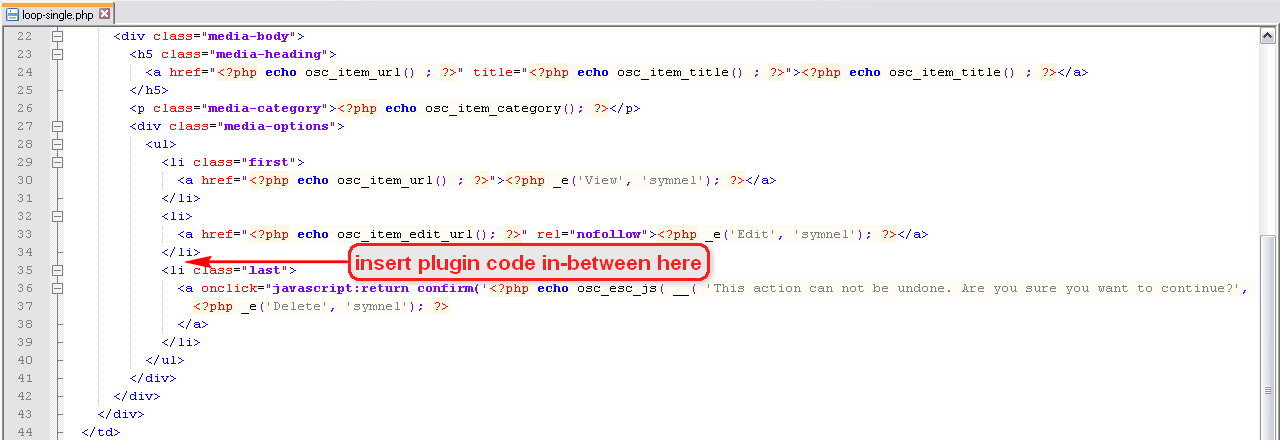 loop-single.php
22 <div class="media-body">
23 <h5 class="media-heading">
24 <a href="<?php echo osc_item_url() ; ?>" title="<?php echo osc_item_title() ; ?>"><?php echo osc_item_title() ; ?></a>
25 </h5>
26 <p class="media-category"><?php echo osc_item_category(); ?></p>
27 <div class="media-options">
28 <ul>
29 <li class="first">
30 <a href="<?php echo osc_item_url() ; ?>"><?php _e('View', 'symnel'); ?></a>
31 </li>
32 <li>
33 <a href="<?php echo osc_item_edit_url(); ?>" rel="nofollow"><?php _e('Edit', 'symnel'); ?></a>
34 </li>
insert plugin code in-between here
35 <li class="last">
36 <a onclick="javascript:return confirm('<?php echo osc_esc_js( __( 'This action can not be undone. Are you sure you want to continue?',
37 <?php _e('Delete', 'symnel'); ?>
38 </a>
39 </li>
40 </ul>
41 </div>
42 </div>
43 </div>
44 </td>